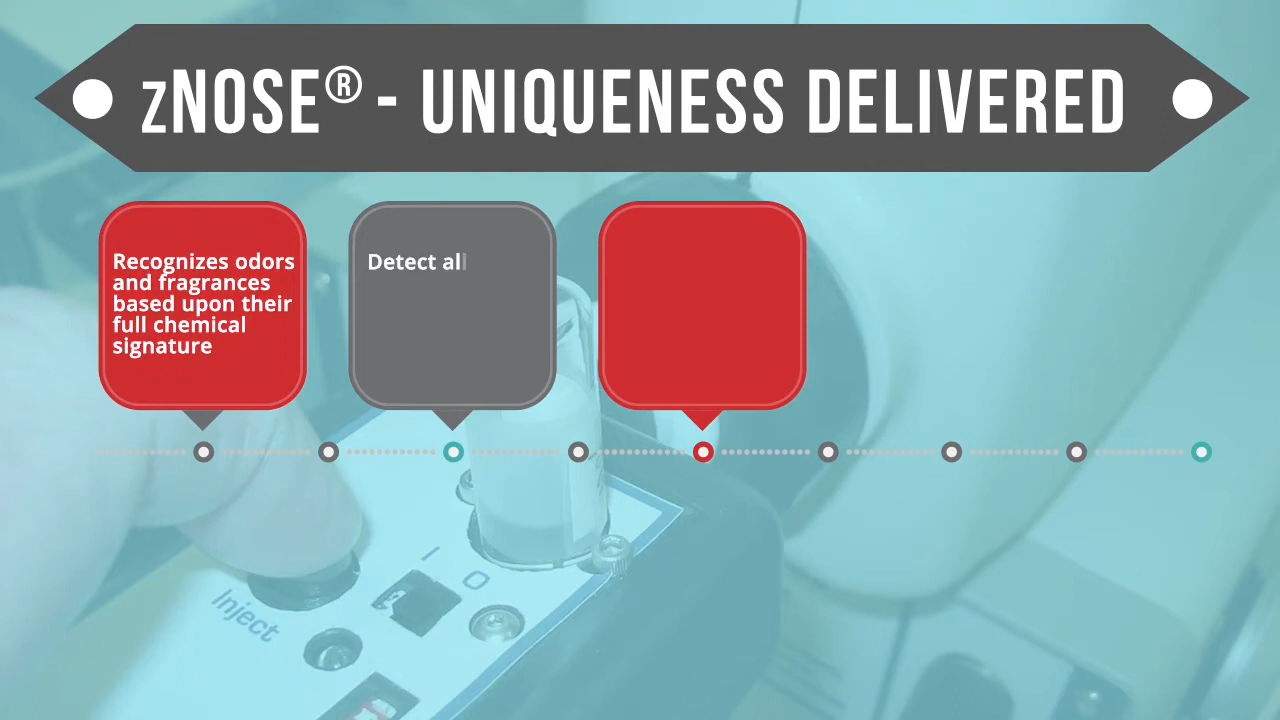 zNOSE® - UNIQUENESS DELIVERED
Recognizes odors
and fragrances
based upon their
full chemical
signature
Detect all
I
O
Inject